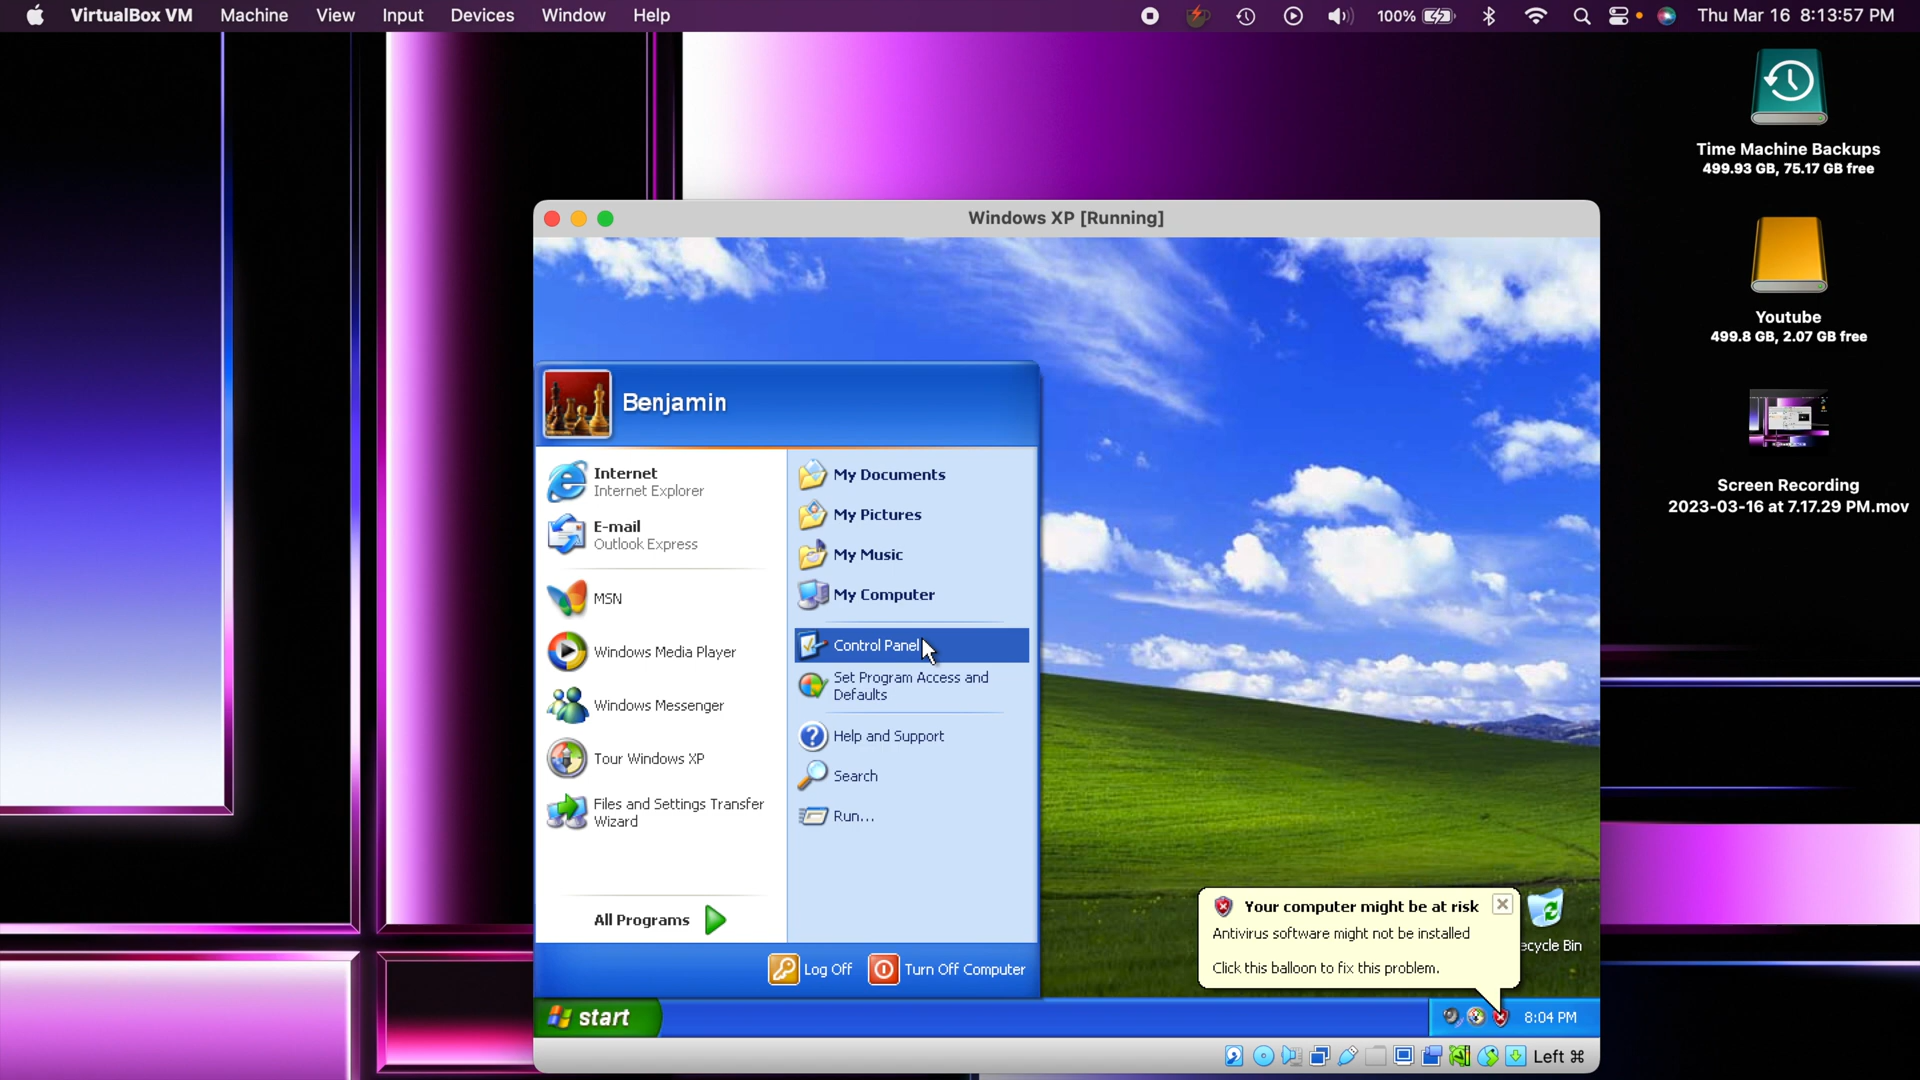 VirtualBox VM Machine View Input Devices Window Help 100% Thu Mar 16 8:13:57 PM
Time Machine Backups
499.93 GB, 75.17 GB free
Youtube
499.8 GB, 2.07 GB free
Screen Recording
2023-03-16 at 7.17.29 PM.mov
Windows XP [Running]
Benjamin
Internet
Internet Explorer
E-mail
Outlook Express
MSN
Windows Media Player
Windows Messenger
Tour Windows XP
Files and Settings Transfer
Wizard
All Programs
My Documents
My Pictures
My Music
My Computer
Control Panel
Set Program Access and
Defaults
Help and Support
Search
Run...
Log Off Turn Off Computer
Your computer might be at risk
Antivirus software might not be installed
Click this balloon to fix this problem.
ecycle Bin
start 8:04 PM
Left ⌘